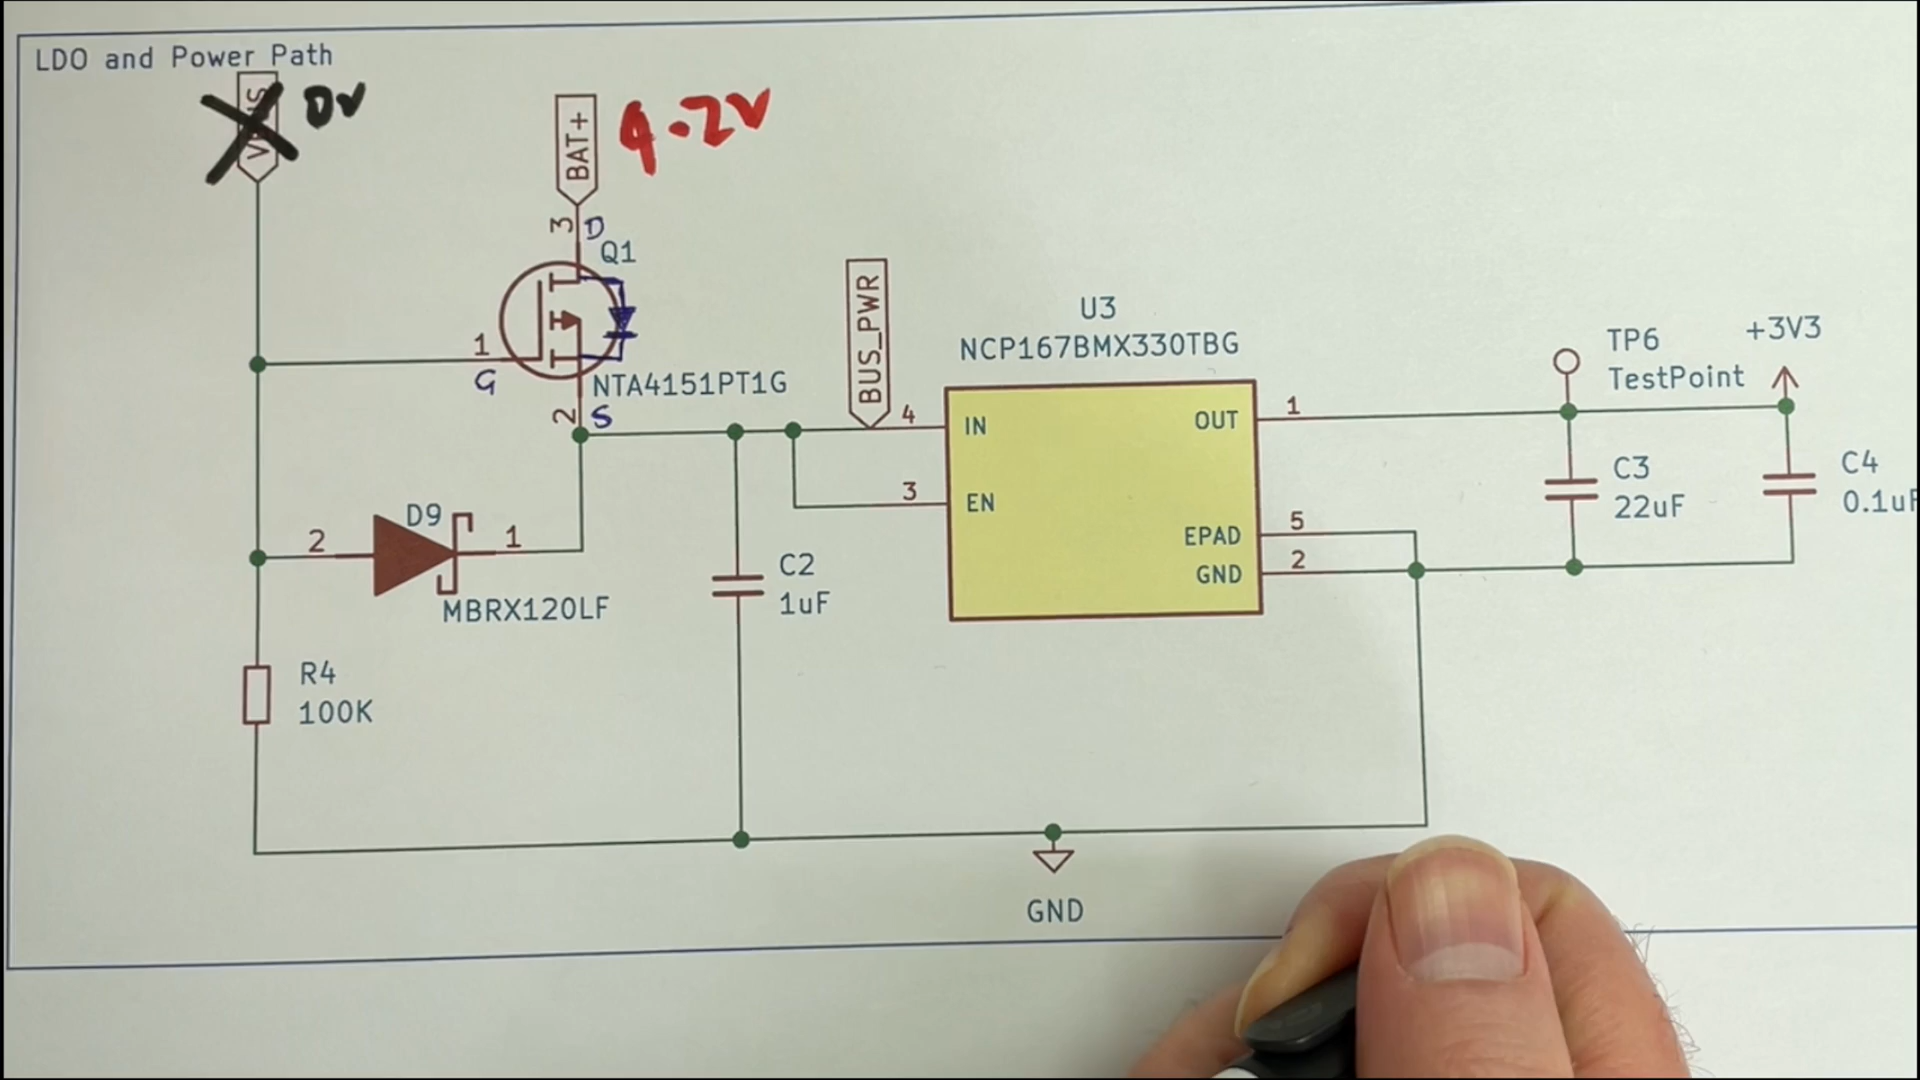 LDO and Power Path
VBUS
0v
BAT+
4.2v
3
D
Q1
1
G
NTA4151PT1G
2
S
BUS_PWR
U3
NCP167BMX330TBG
4
IN
OUT
1
3
EN
EPAD
5
GND
2
TP6
TestPoint
+3V3
C3
22uF
C4
0.1uF
2
D9
1
MBRX120LF
C2
1uF
R4
100K
GND